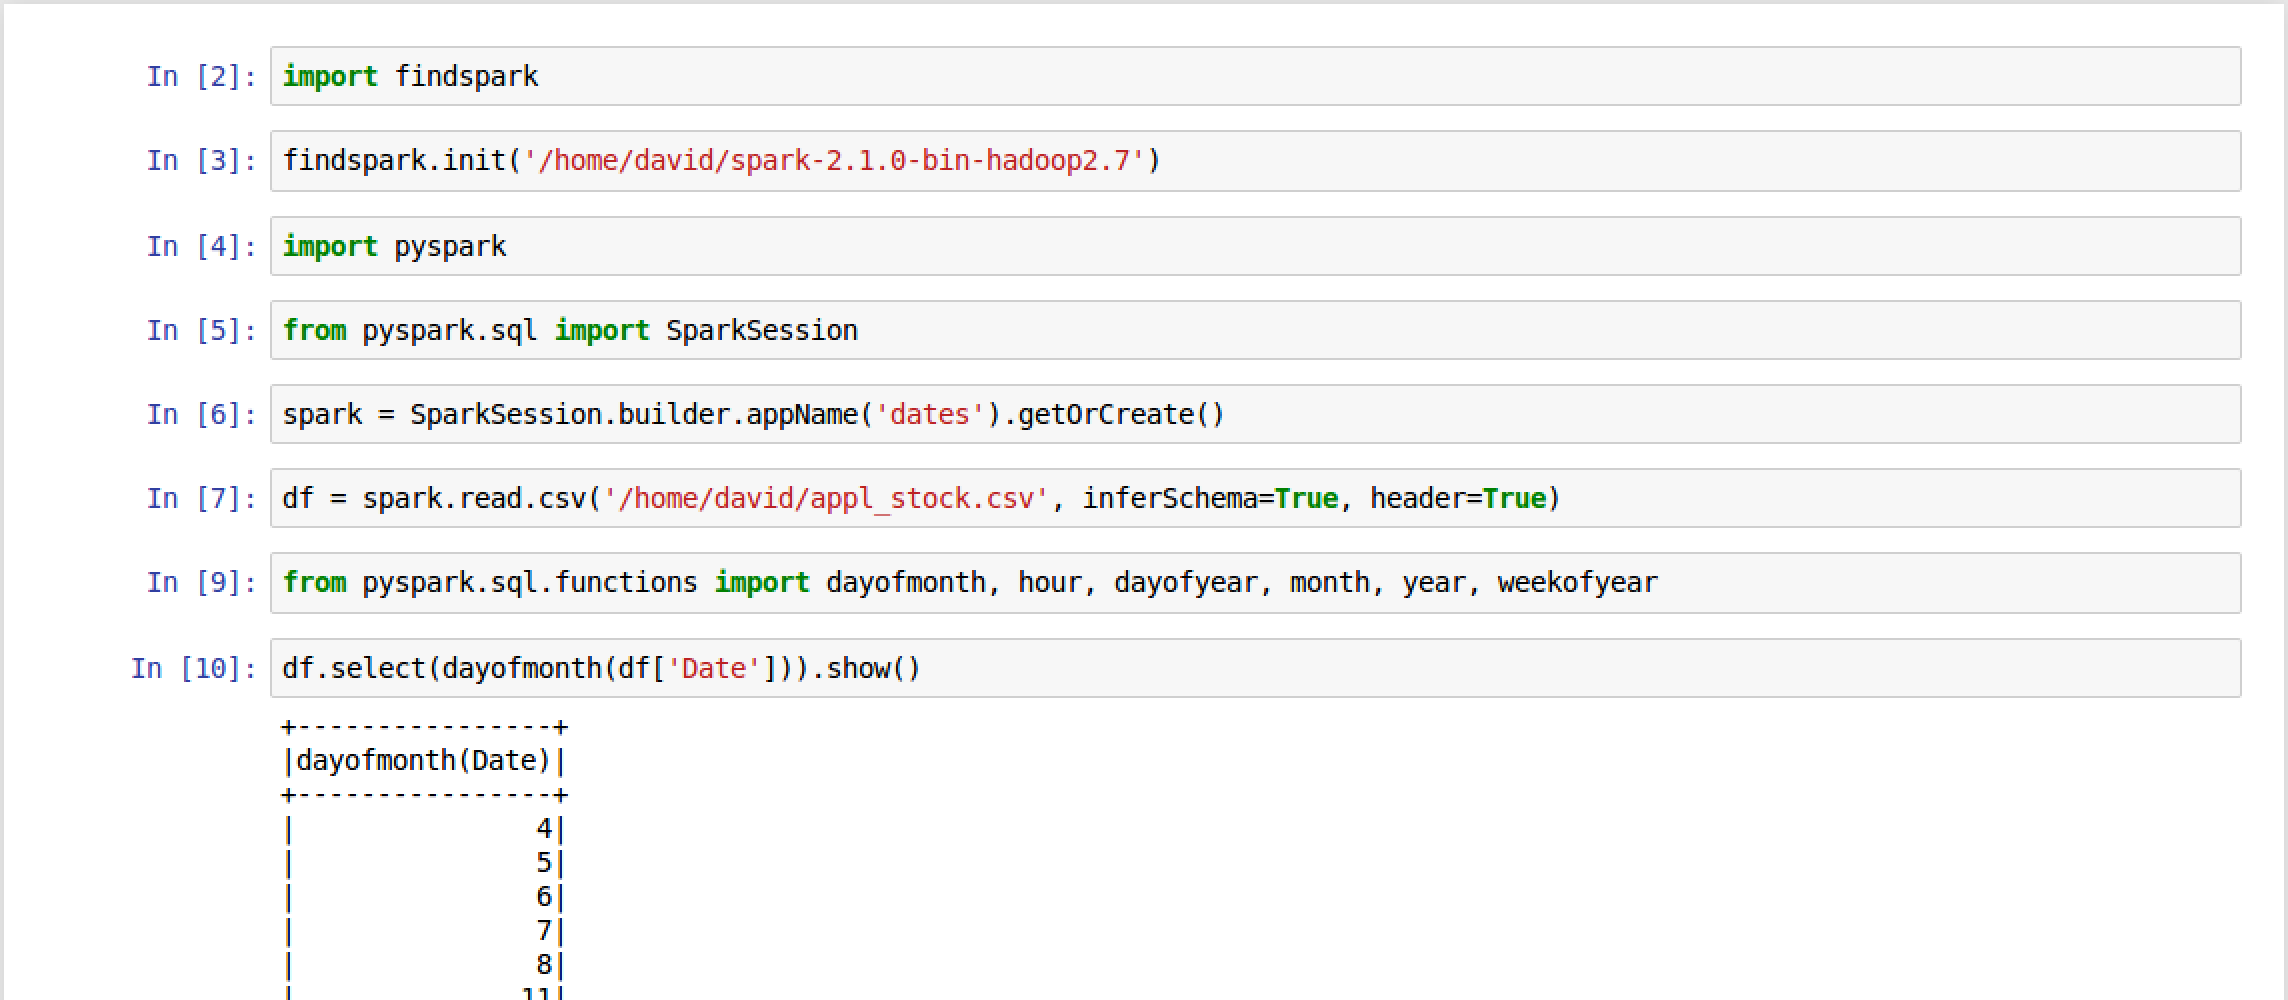 In [2]: import findspark
In [3]: findspark.init('/home/david/spark-2.1.0-bin-hadoop2.7')
In [4]: import pyspark
In [5]: from pyspark.sql import SparkSession
In [6]: spark = SparkSession.builder.appName('dates').getOrCreate()
In [7]: df = spark.read.csv('/home/david/appl_stock.csv', inferSchema=True, header=True)
In [9]: from pyspark.sql.functions import dayofmonth, hour, dayofyear, month, year, weekofyear
In [10]: df.select(dayofmonth(df['Date'])).show()
+----------------+
|dayofmonth(Date)|
+----------------+
|               4|
|               5|
|               6|
|               7|
|               8|
|              11|